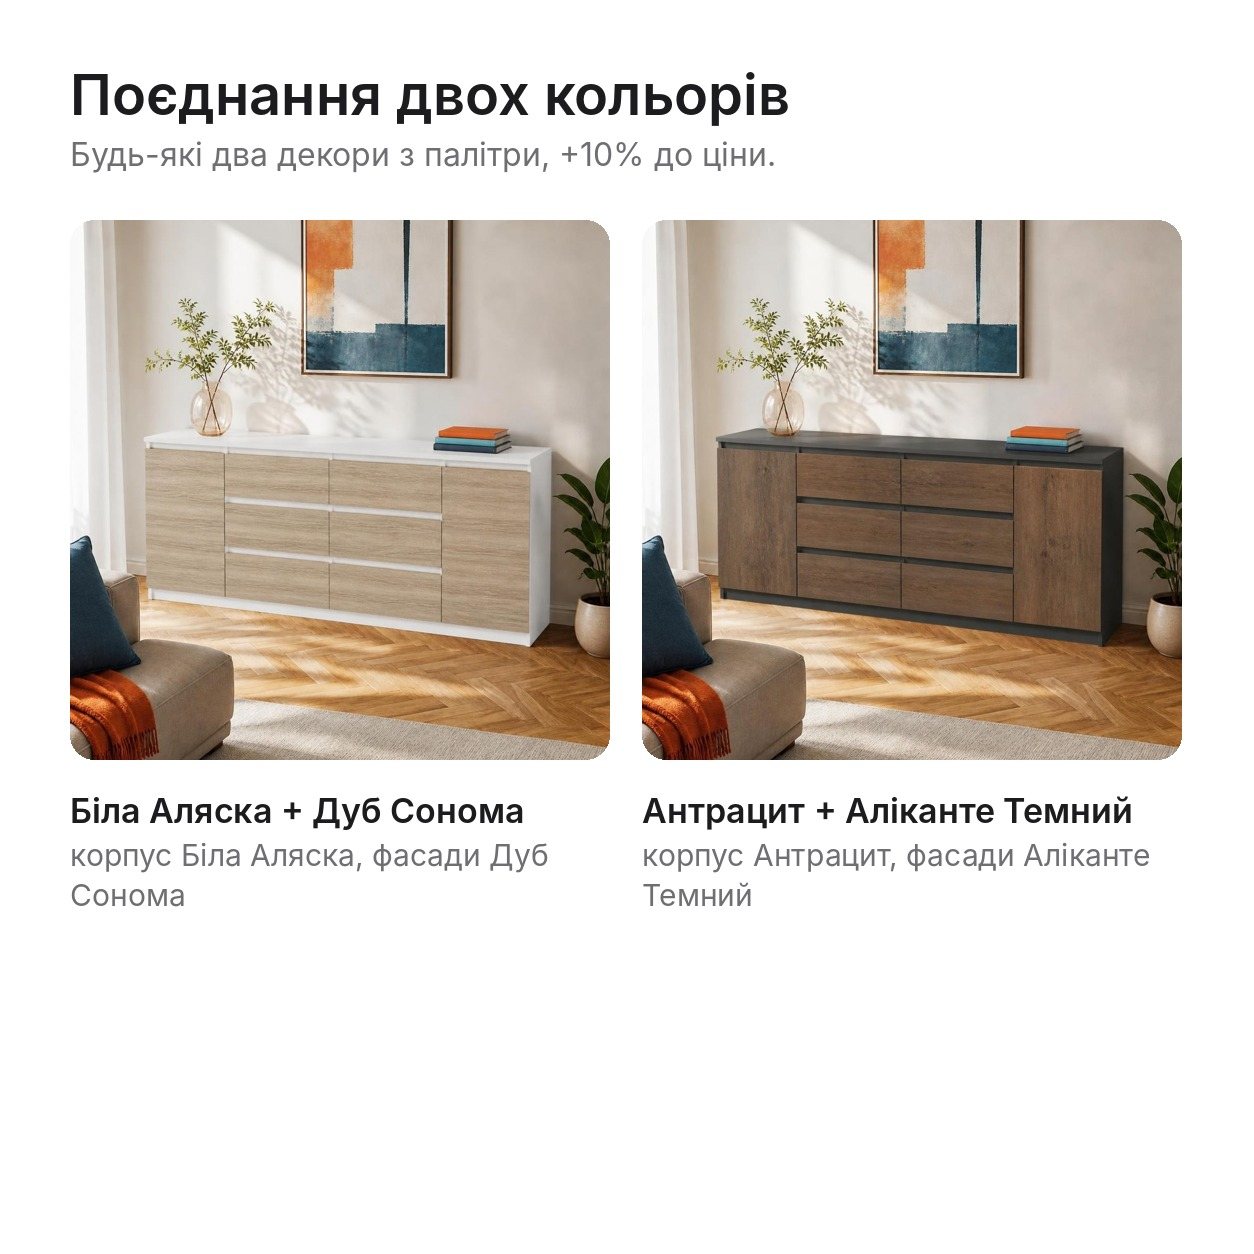 Поєднання двох кольорів
Будь-які два декори з палітри, +10% до ціни.
Біла Аляска + Дуб Сонома
корпус Біла Аляска, фасади Дуб
Сонома
Антрацит + Аліканте Темний
корпус Антрацит, фасади Аліканте
Темний